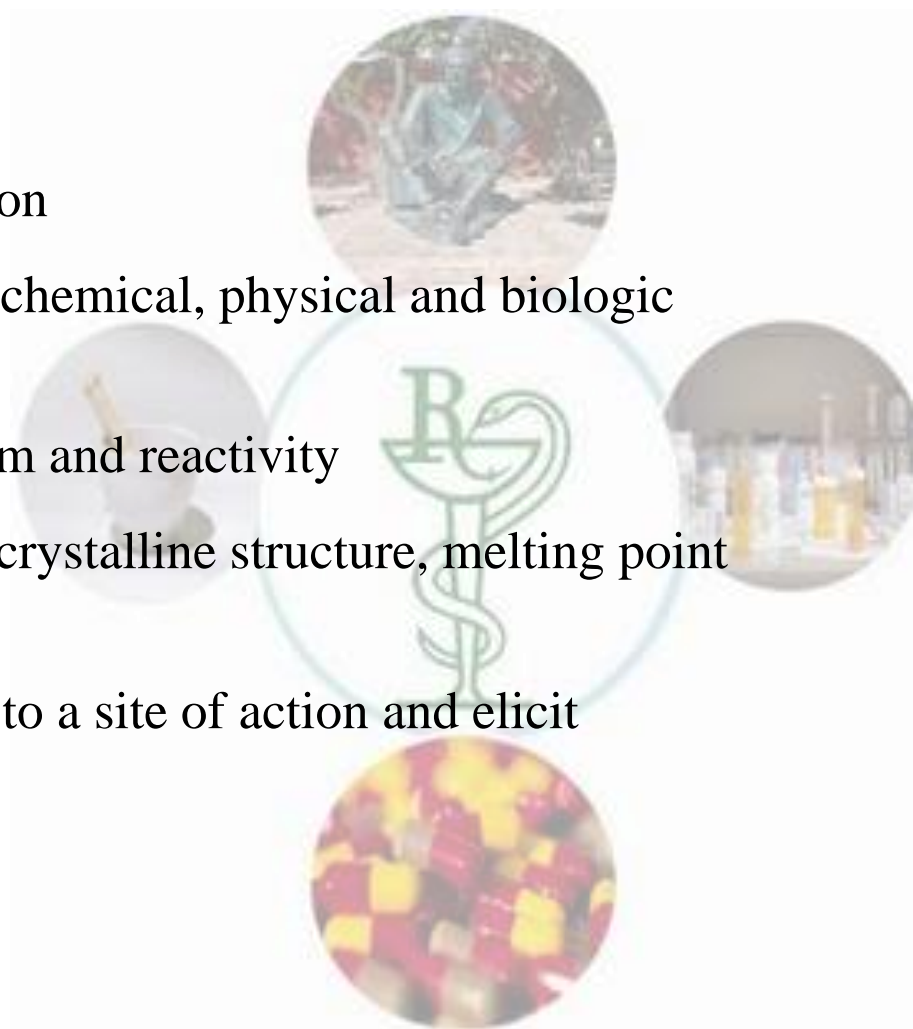 on
chemical, physical and biologic
m and reactivity
crystalline structure, melting point
R
to a site of action and elicit